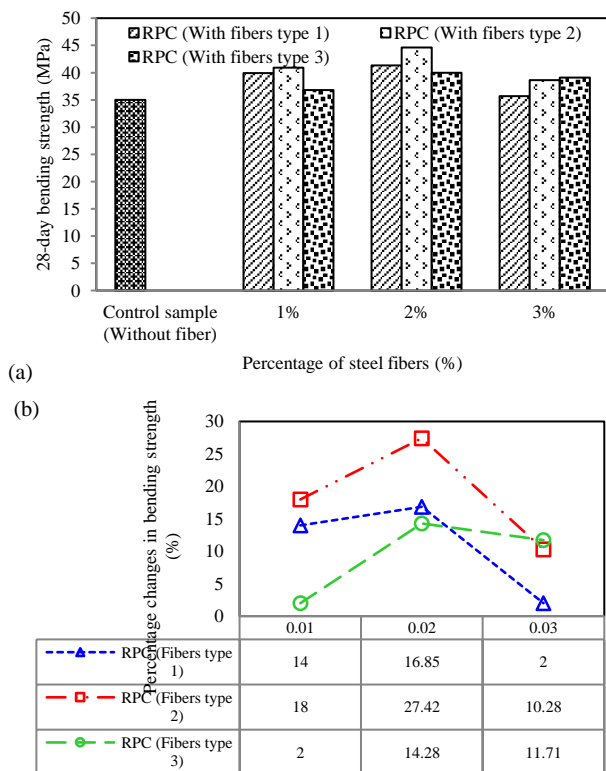 28-day bending strength (MPa)
50
45
40
35
30
25
20
15
10
5
0
RPC (With fibers type 1)
RPC (With fibers type 2)
RPC (With fibers type 3)
Control sample
(Without fiber)
1%
2%
3%
Percentage of steel fibers (%)
(a)
(b)
Percentage changes in bending strength
(%)
30
25
20
15
10
5
0
0.01 0.02 0.03
RPC (Fibers type
1)
14 16.85 2
RPC (Fibers type
2)
18 27.42 10.28
RPC (Fibers type
3)
2 14.28 11.71